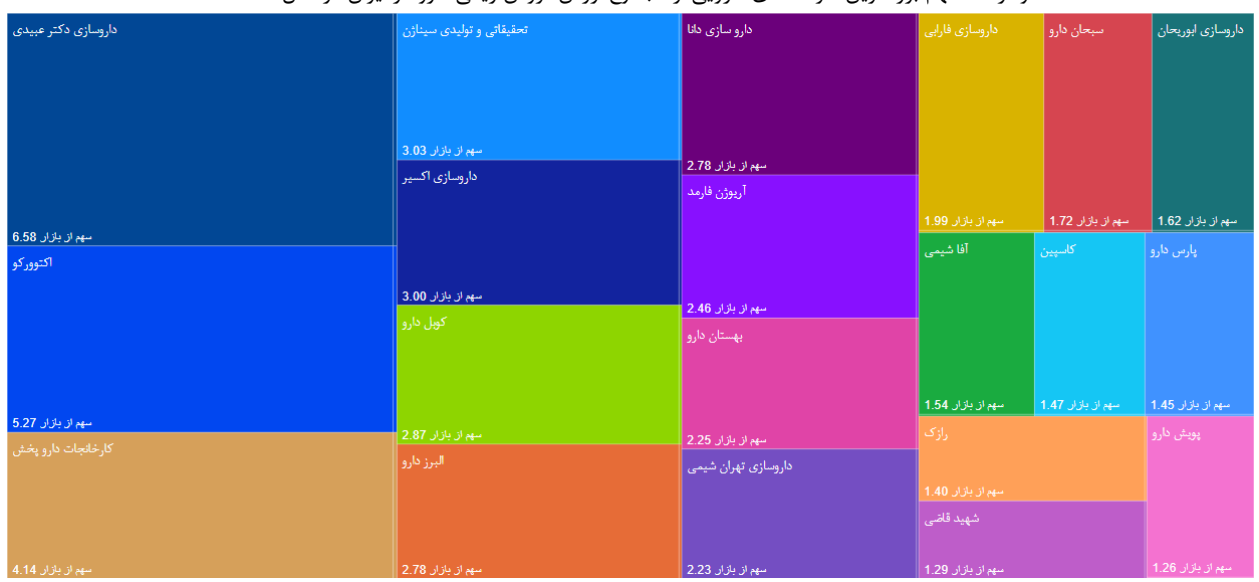 داروسازی دکتر عبیدی
سهم از بازار 6.58
اکتوورکو
سهم از بازار 5.27
کارخانجات دارو پخش
سهم از بازار 4.14
تحقیقاتی و تولیدی سیناژن
سهم از بازار 3.03
داروسازی اکسیر
سهم از بازار 3.00
کوبل دارو
سهم از بازار 2.87
البرز دارو
سهم از بازار 2.78
دارو سازی دانا
سهم از بازار 2.78
آریوژن فارمد
سهم از بازار 2.46
بهستان دارو
سهم از بازار 2.25
داروسازی تهران شیمی
سهم از بازار 2.23
داروسازی فارابی
سهم از بازار 1.99
سبحان دارو
سهم از بازار 1.72
داروسازی ابوریحان
سهم از بازار 1.62
آفا شیمی
سهم از بازار 1.54
کاسپین
سهم از بازار 1.47
پارس دارو
سهم از بازار 1.45
رازک
سهم از بازار 1.40
شهید قاضی
سهم از بازار 1.29
پویش دارو
سهم از بازار 1.26